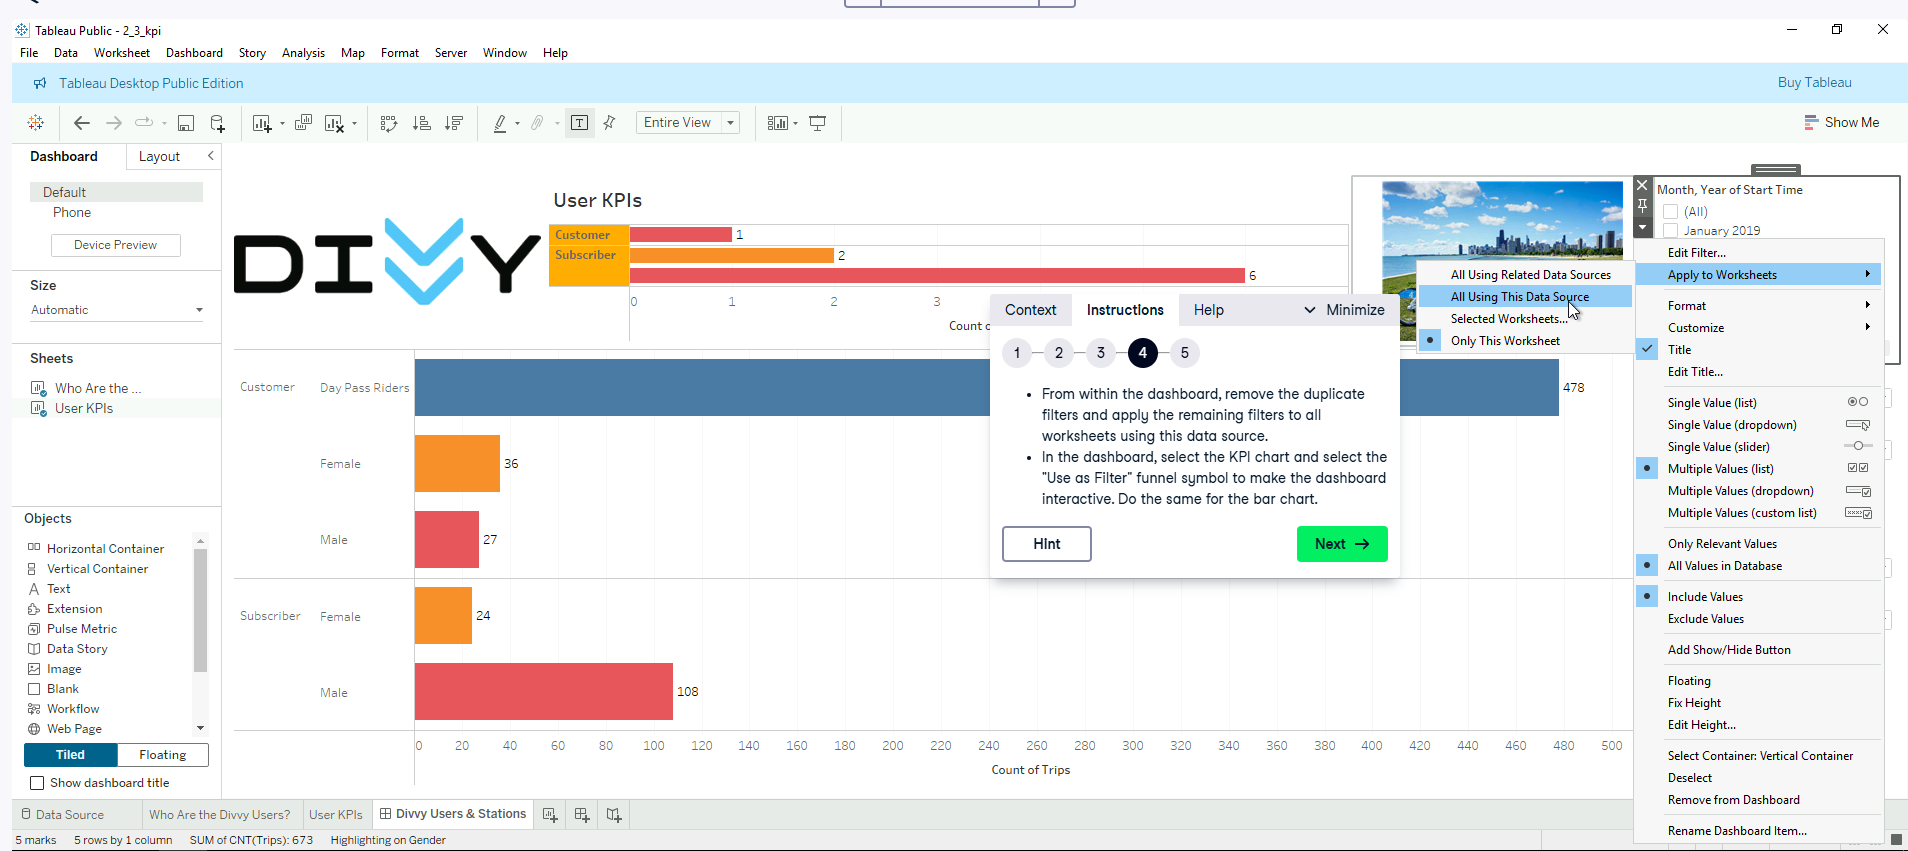 Tableau Public - 2_3_kpi
File Data Worksheet Dashboard Story Analysis Map Format Server Window Help
Tableau Desktop Public Edition
Buy Tableau
Entire View
Show Me
Dashboard Layout
Default
Phone
Device Preview
Size
Automatic
Sheets
Who Are the ...
User KPIs
Objects
Horizontal Container
Vertical Container
Text
Extension
Pulse Metric
Data Story
Image
Blank
Workflow
Web Page
Tiled Floating
Show dashboard title
DIVVY
User KPIs
Customer 1
Subscriber 2
6
0 1 2 3
Count o
Customer Day Pass Riders 478
Female 36
Male 27
Subscriber Female 24
Male 108
0 20 40 60 80 100 120 140 160 180 200 220 240 260 280 300 320 340 360 380 400 420 440 460 480 500
Count of Trips
Context Instructions Help Minimize
1 2 3 4 5
• From within the dashboard, remove the duplicate
filters and apply the remaining filters to all
worksheets using this data source.
• In the dashboard, select the KPI chart and select the
"Use as Filter" funnel symbol to make the dashboard
interactive. Do the same for the bar chart.
Hint
Next →
Month, Year of Start Time
(All)
January 2019
Edit Filter...
Apply to Worksheets
All Using Related Data Sources
All Using This Data Source
Selected Worksheets...
Only This Worksheet
Format
Customize
Title
Edit Title...
Single Value (list)
Single Value (dropdown)
Single Value (slider)
Multiple Values (list)
Multiple Values (dropdown)
Multiple Values (custom list)
Only Relevant Values
All Values in Database
Include Values
Exclude Values
Add Show/Hide Button
Floating
Fix Height
Edit Height...
Select Container: Vertical Container
Deselect
Remove from Dashboard
Rename Dashboard Item...
Data Source Who Are the Divvy Users? User KPIs Divvy Users & Stations
5 marks 5 rows by 1 column SUM of CNT(Trips): 673 Highlighting on Gender